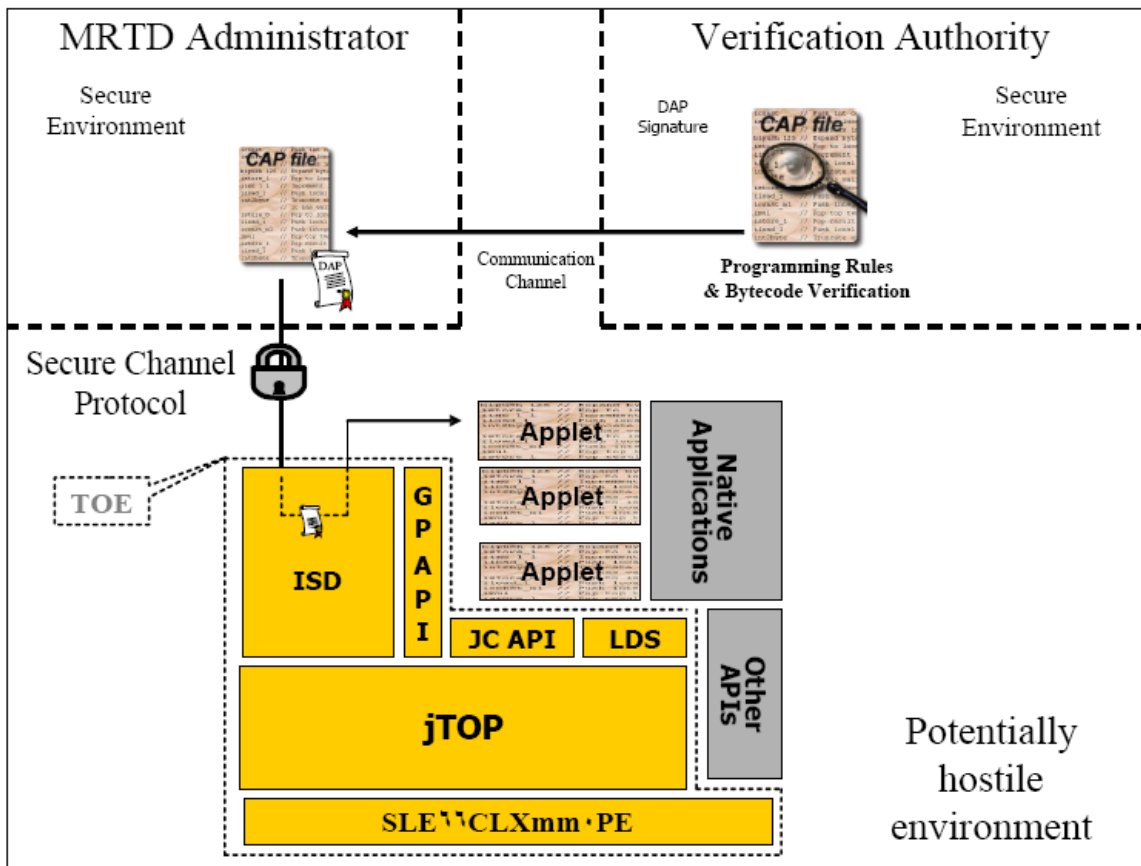 MRTD Administrator
Verification Authority
Secure
Environment
DAP
Signature
Secure
Environment
CAP file
CAP file
DAP
Communication
Channel
Programming Rules
& Bytecode Verification
Secure Channel
Protocol
TOE
Applet
Applet
Applet
Native
Applications
GP API
ISD
JC API
LDS
Other
APIs
jTOP
Potentially
hostile
environment